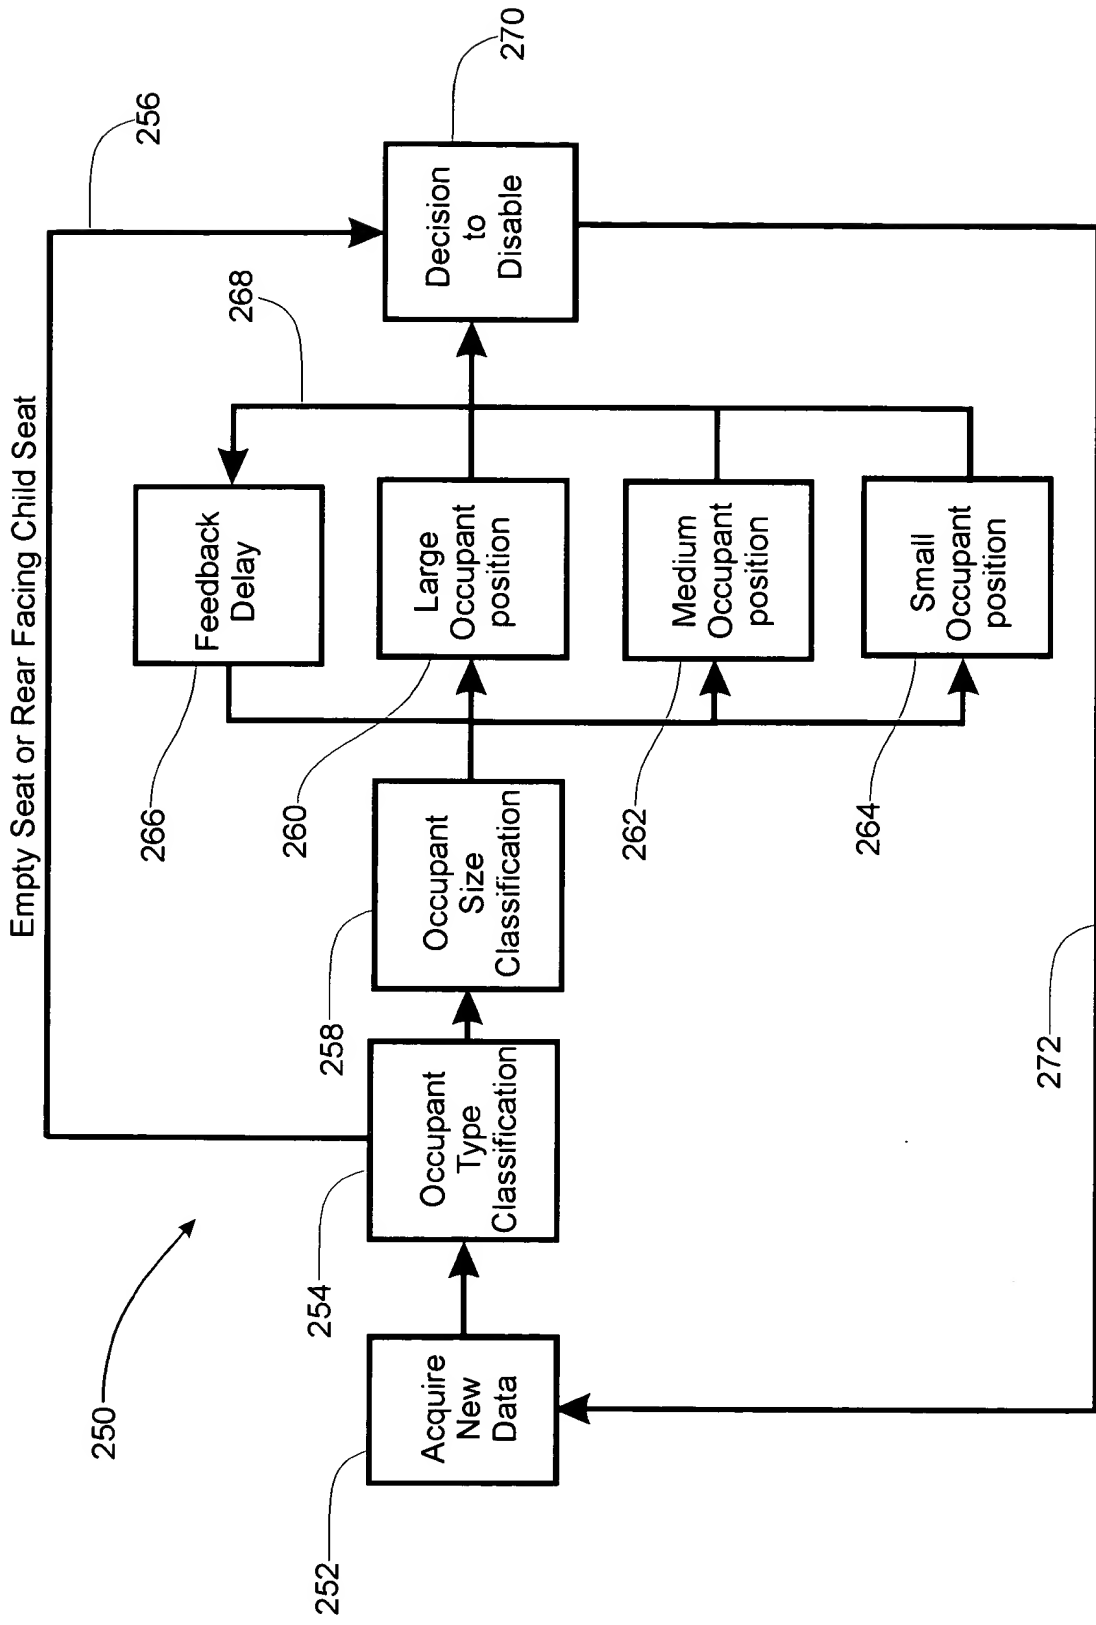 Empty Seat or Rear Facing Child Seat
256
270
268
250
266
Feedback
Delay
252
Acquire
New
Data
254
Occupant
Type
Classification
258
Occupant
Size
Classification
260
Large
Occupant
position
Decision
to
Disable
262
Medium
Occupant
position
264
Small
Occupant
position
272